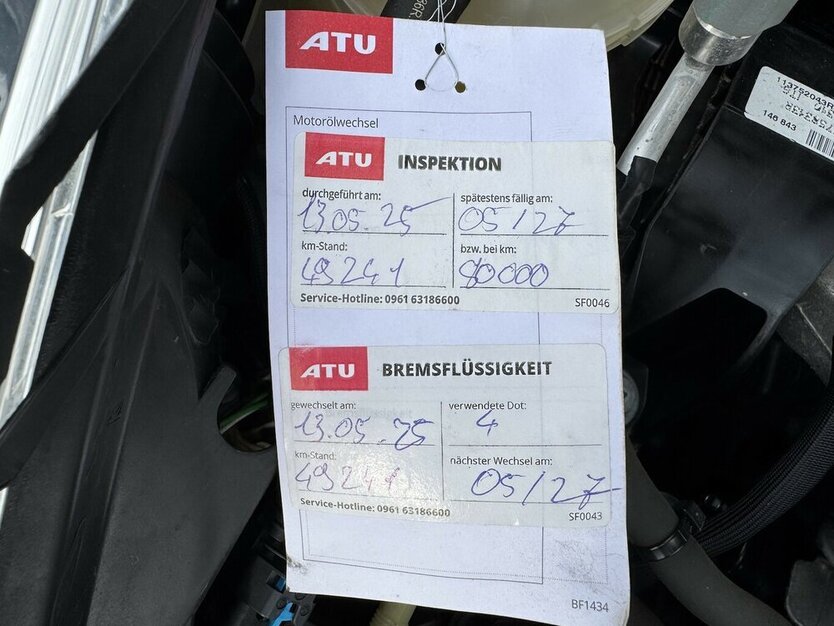 ATU
Motorölwechsel
ATU INSPEKTION
durchgeführt am: spätestens fällig am:
13.05.25 05/27
km-Stand: bzw. bei km:
49241 80000
Service-Hotline: 0961 63186600 SF0046
ATU BREMSFLÜSSIGKEIT
gewechselt am: verwendete Dot:
13.05.25 4
km-Stand: nächster Wechsel am:
49241 05/27
Service-Hotline: 0961 63186600 SF0043
BF1434
113752043R
146 843